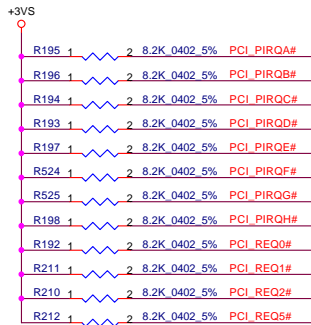 +3VS
R195 1 2 8.2K_0402_5% PCI_PIRQA#
R196 1 2 8.2K_0402_5% PCI_PIRQB#
R194 1 2 8.2K_0402_5% PCI_PIRQC#
R193 1 2 8.2K_0402_5% PCI_PIRQD#
R197 1 2 8.2K_0402_5% PCI_PIRQE#
R524 1 2 8.2K_0402_5% PCI_PIRQF#
R525 1 2 8.2K_0402_5% PCI_PIRQG#
R198 1 2 8.2K_0402_5% PCI_PIRQH#
R192 1 2 8.2K_0402_5% PCI_REQ0#
R211 1 2 8.2K_0402_5% PCI_REQ1#
R210 1 2 8.2K_0402_5% PCI_REQ2#
R212 1 2 8.2K_0402_5% PCI_REQ5#